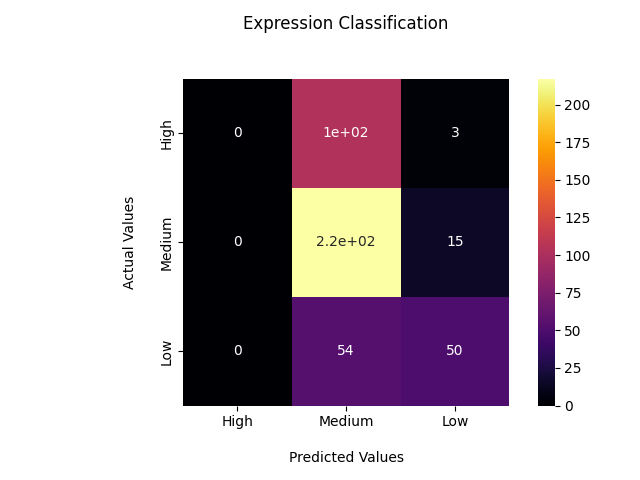 Expression Classification
High 0 1e+02 3
Medium 0 2.2e+02 15
Low 0 54 50
High Medium Low
Predicted Values
Actual Values
200
175
150
125
100
75
50
25
0